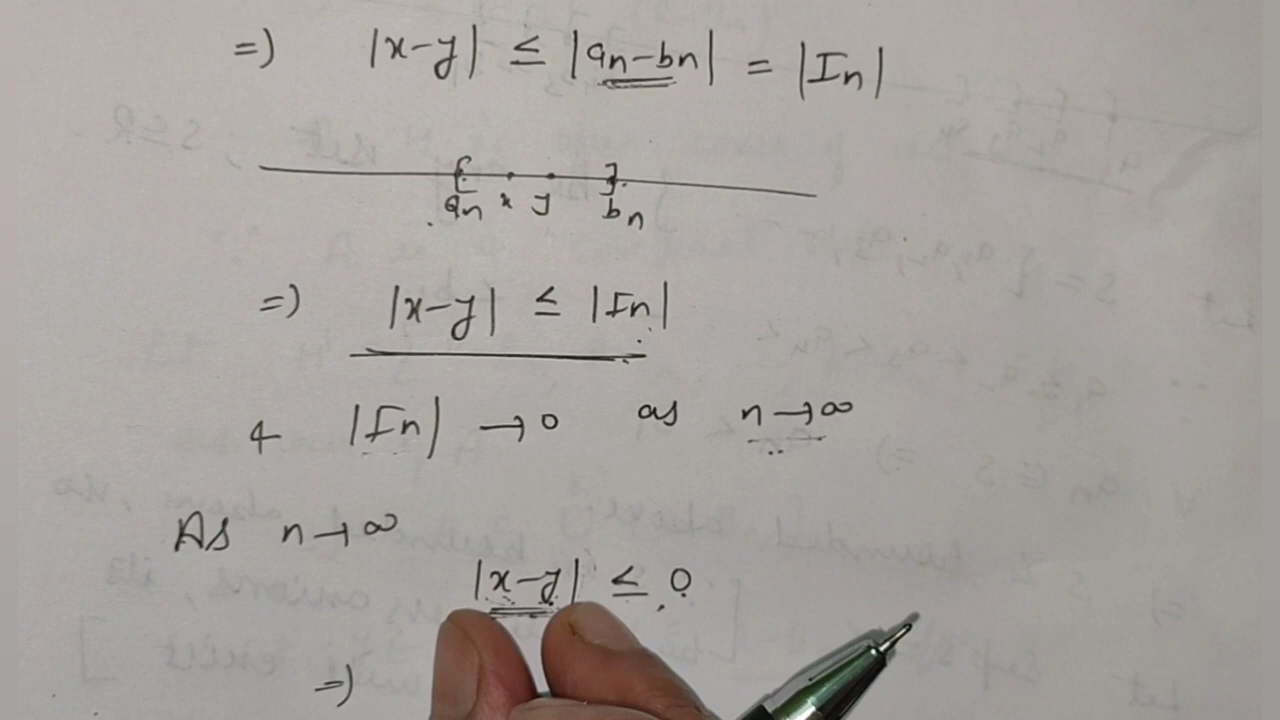 =) |x-y| ≤ |an-bn| = |In|
[ ]
an x y bn
=) |x-y| ≤ |In|
& |In| → 0 as n→∞
As n→∞
|x-y| ≤ 0
=)